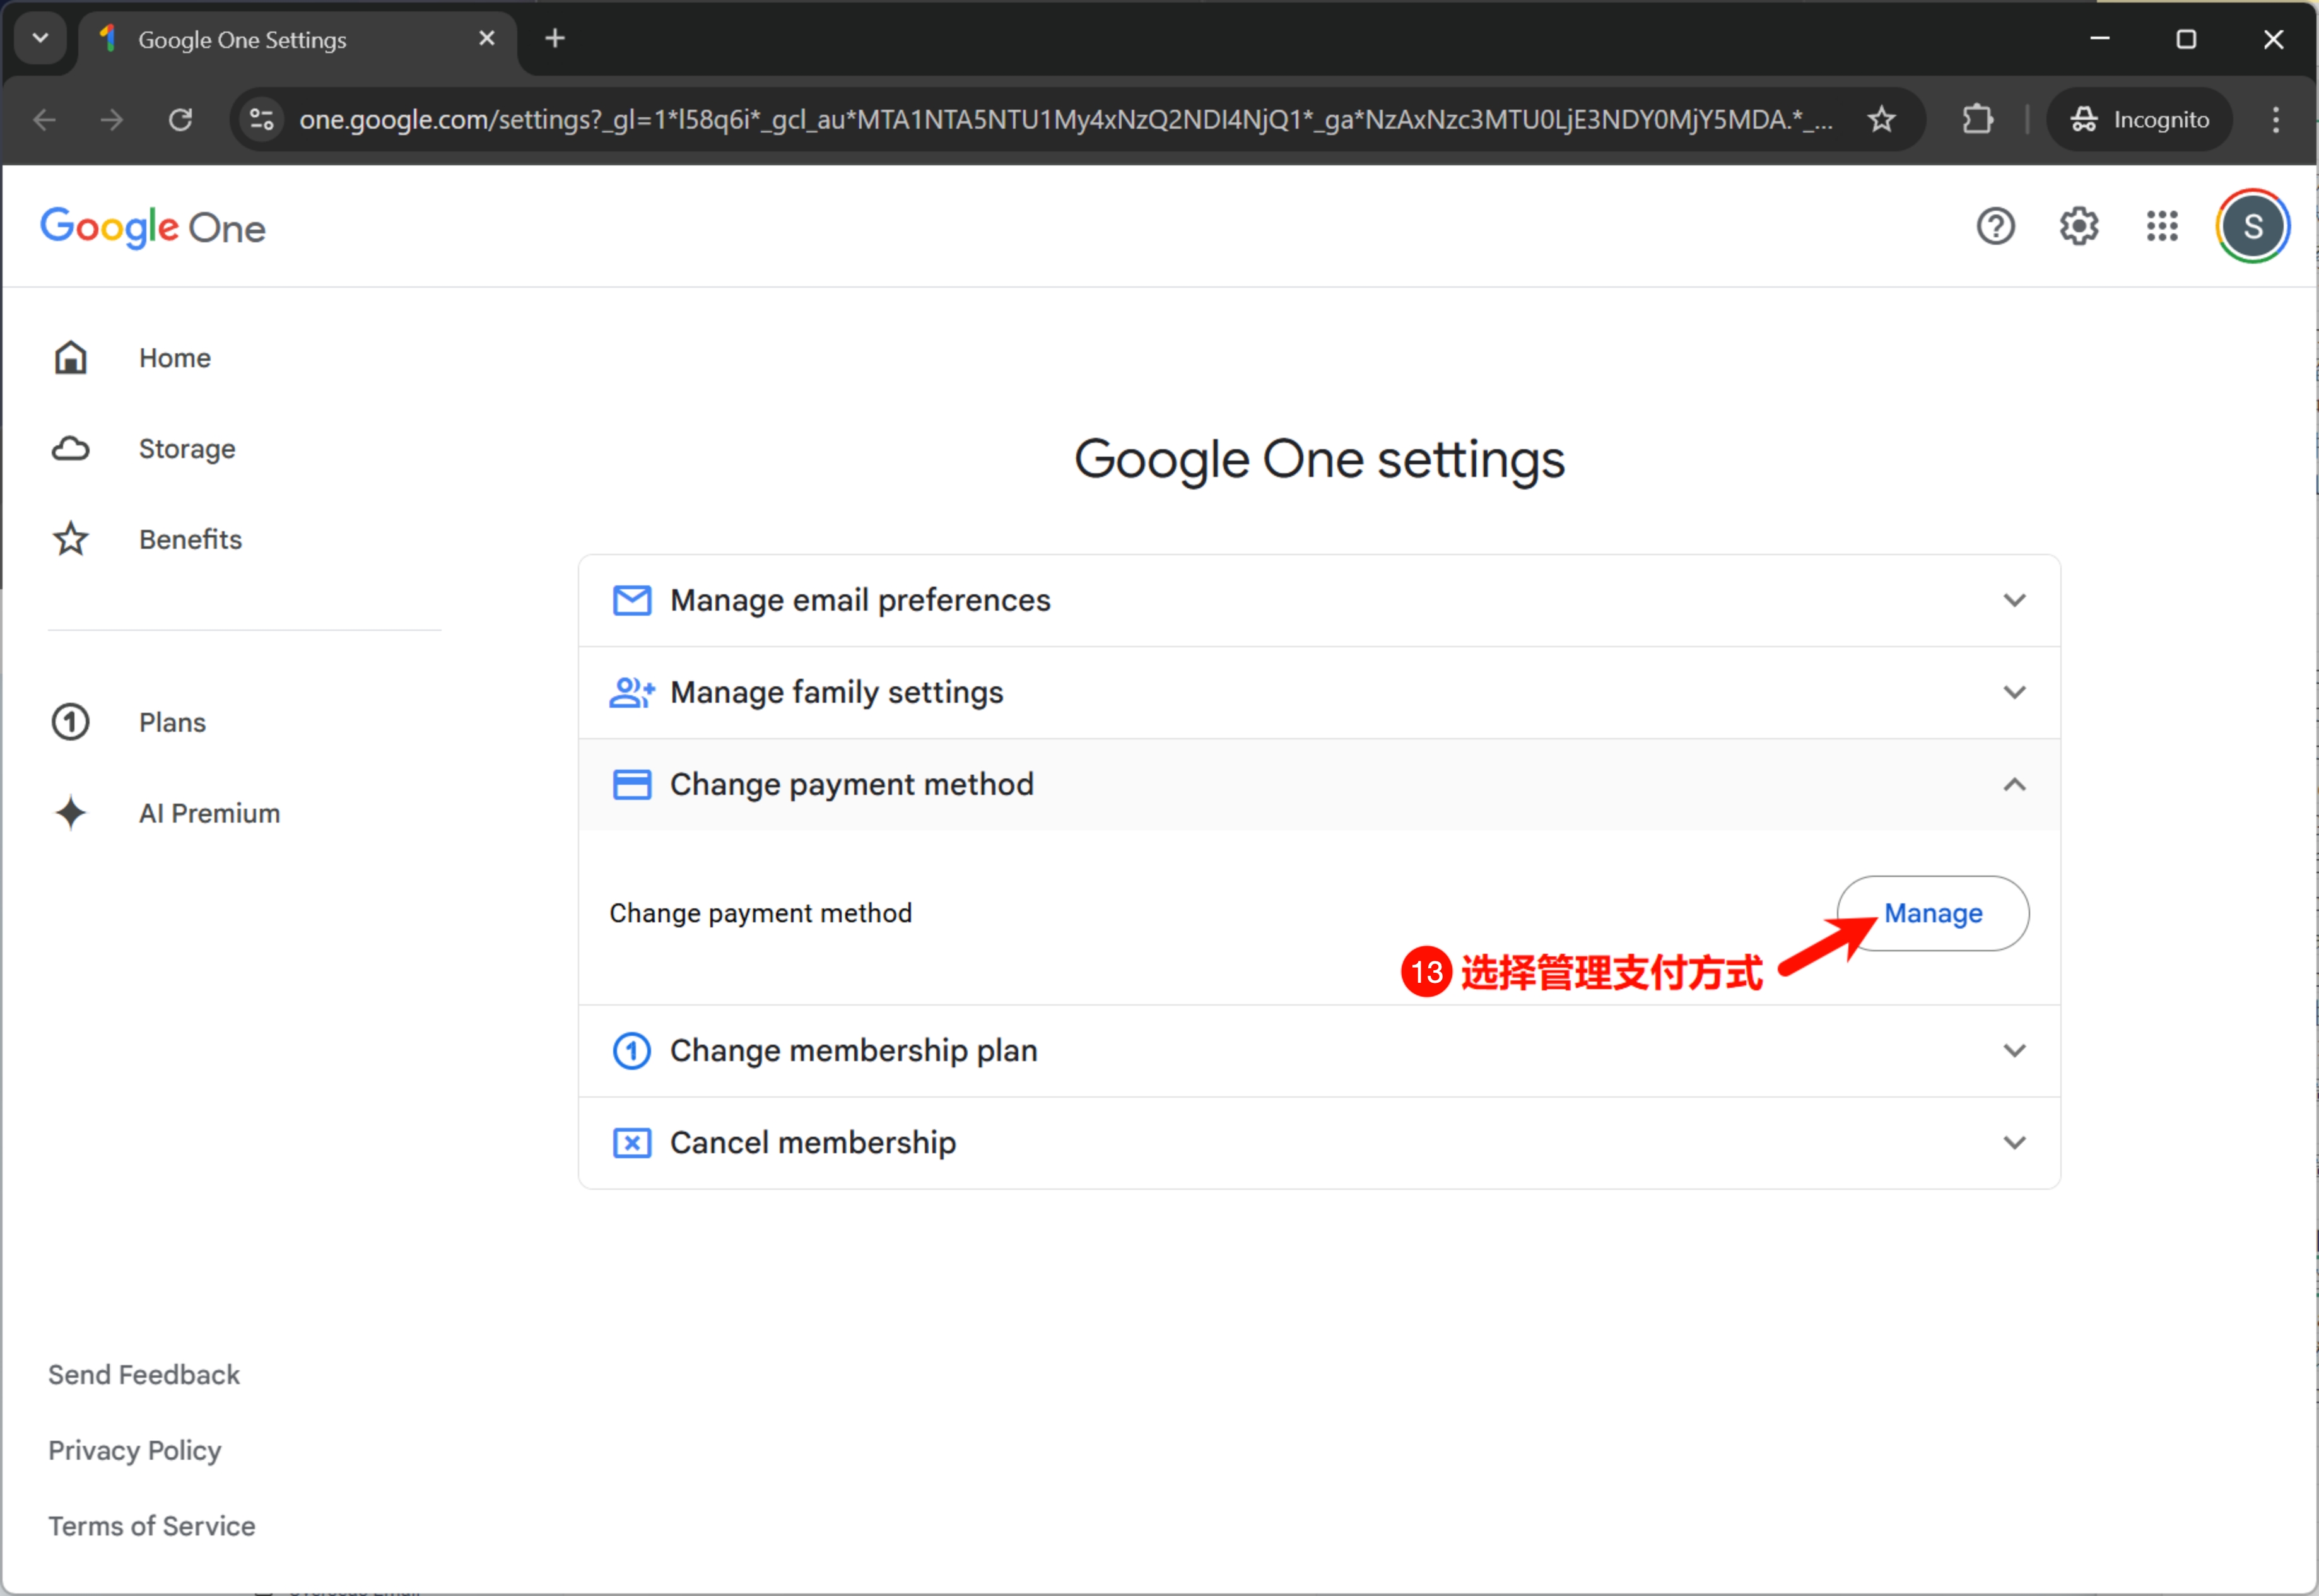 Google One Settings
one.google.com/settings?_gl=1*l58q6i*_gcl_au*MTA1NTA5NTU1My4xNzQ2NDI4NjQ1*_ga*NzAxNzc3MTU0LjE3NDY0MjY5MDA.*_...
Incognito
Google One
S
Home
Storage
Benefits
Plans
AI Premium
Google One settings
Manage email preferences
Manage family settings
Change payment method
Change payment method
Manage
13 选择管理支付方式
Change membership plan
Cancel membership
Send Feedback
Privacy Policy
Terms of Service